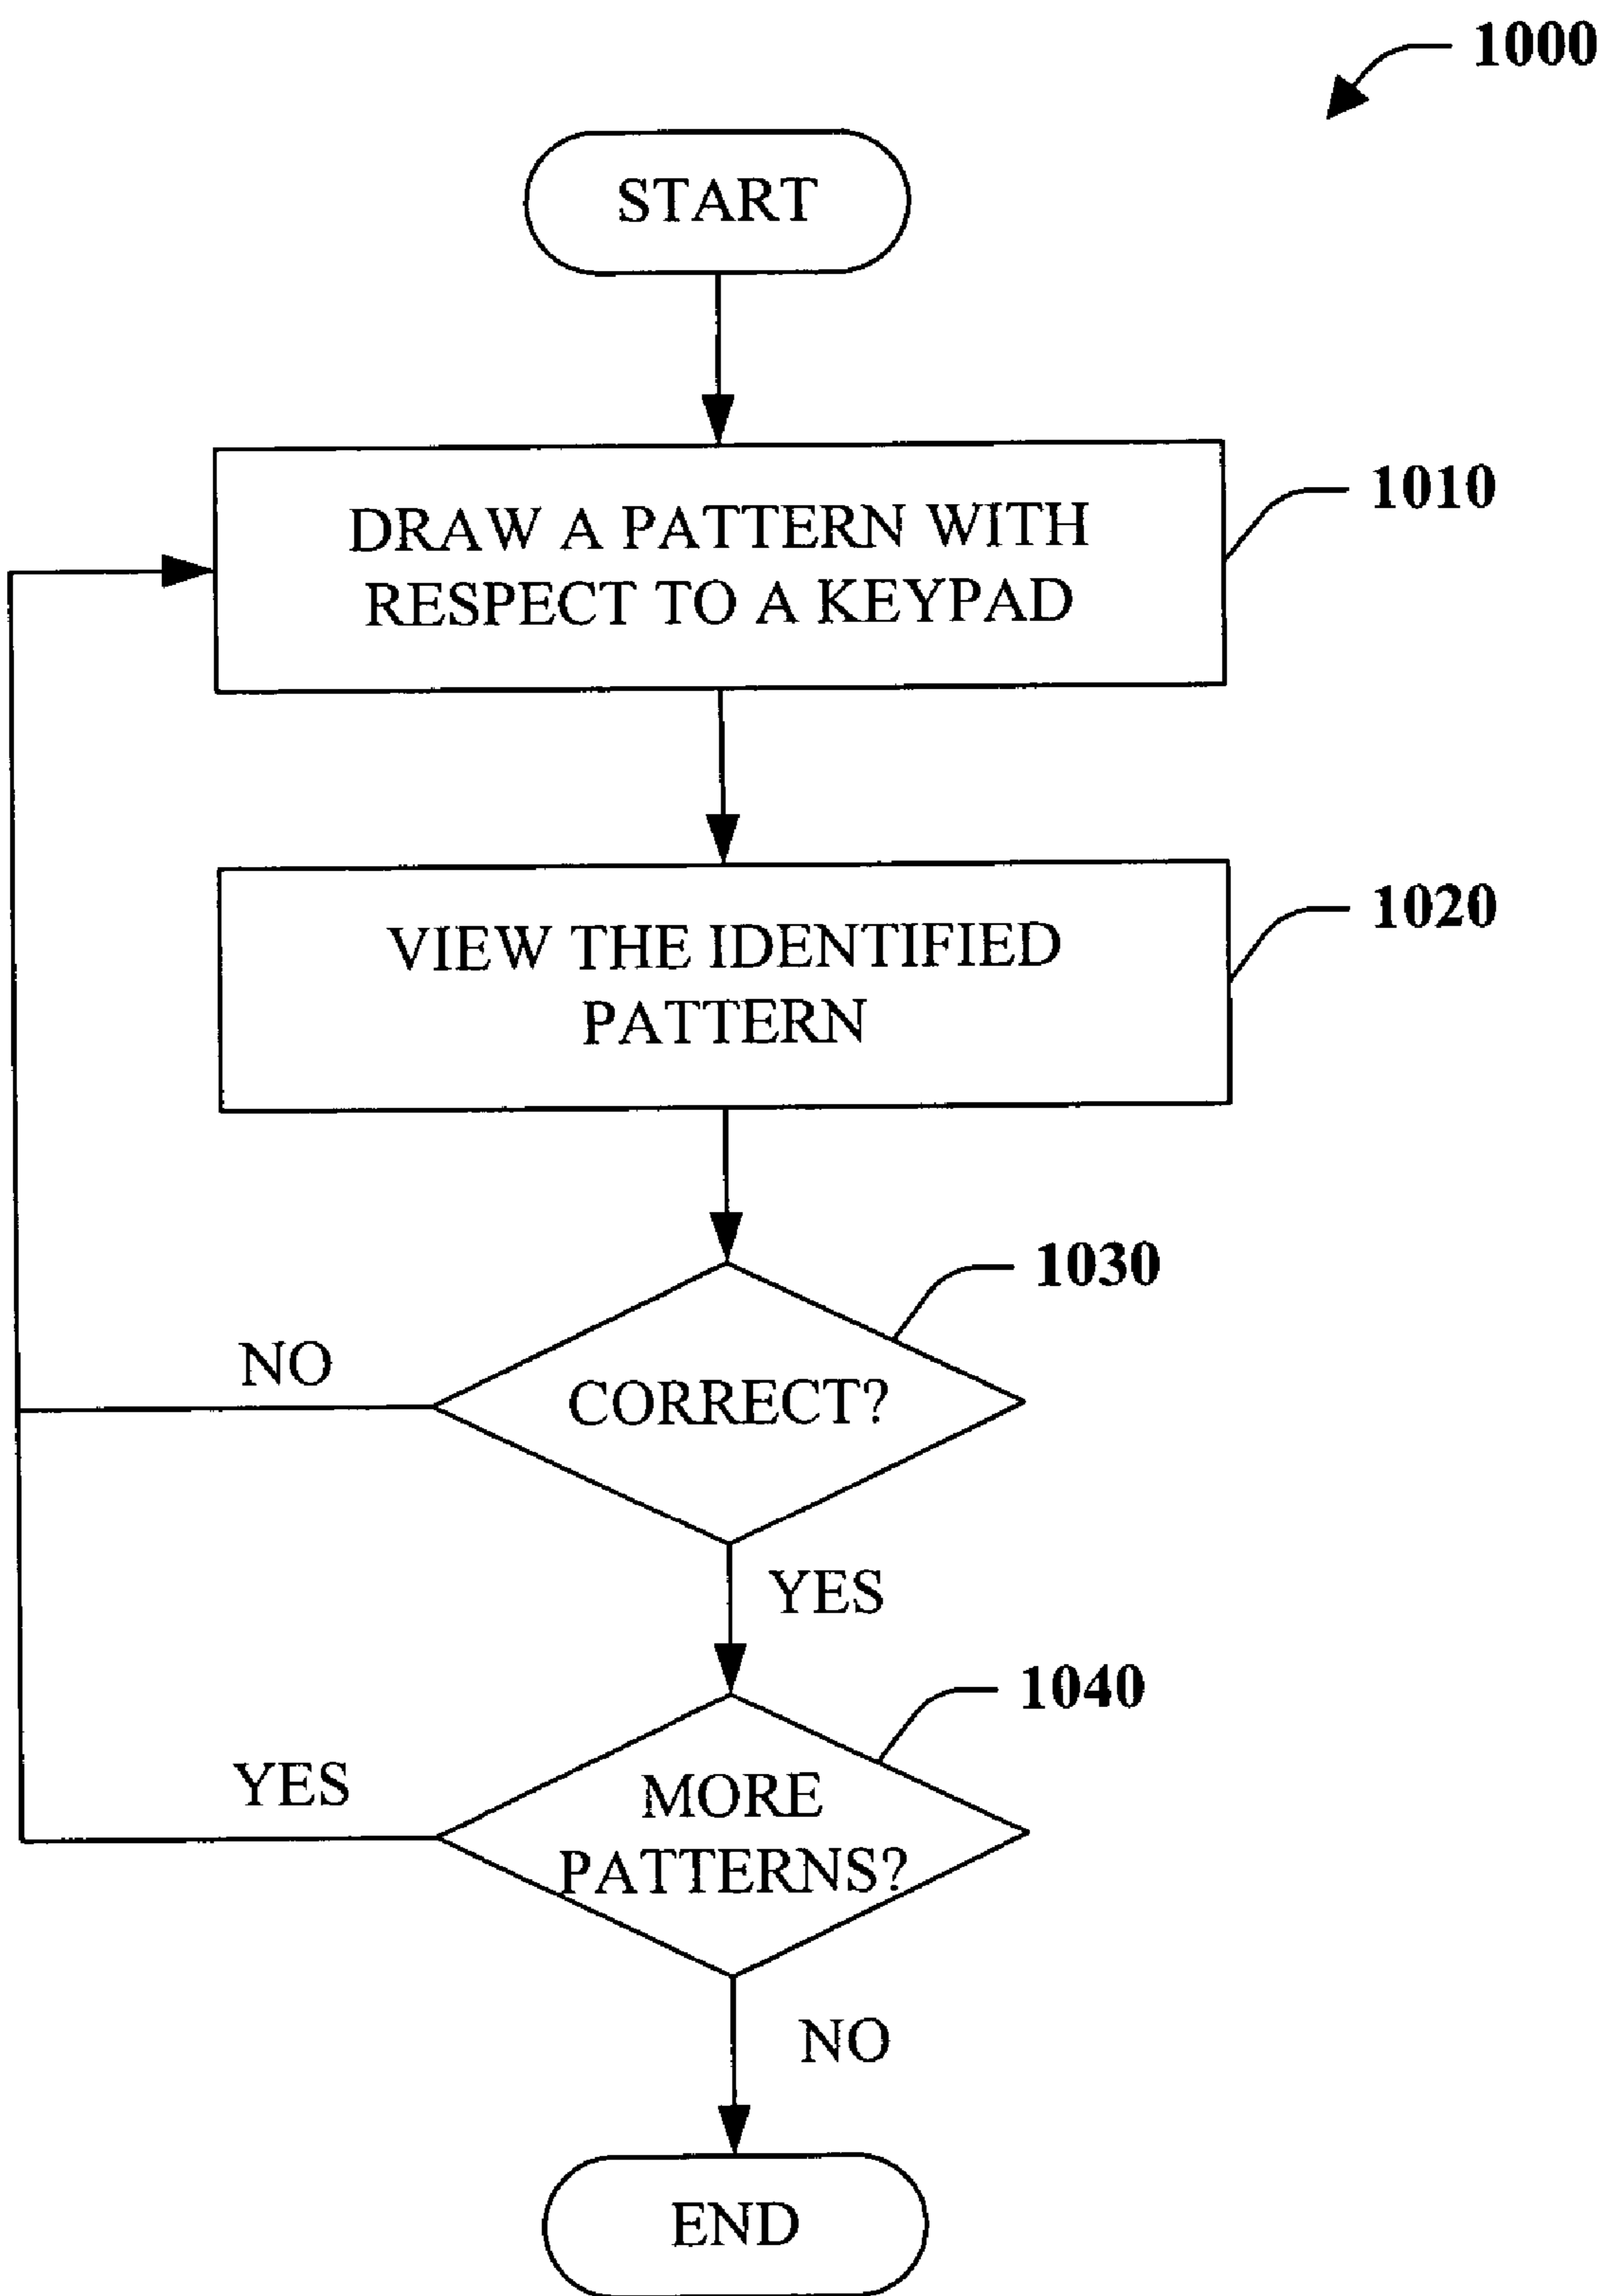 1000
START
DRAW A PATTERN WITH
RESPECT TO A KEYPAD
1010
VIEW THE IDENTIFIED
PATTERN
1020
1030
NO
CORRECT?
YES
1040
YES
MORE
PATTERNS?
NO
END